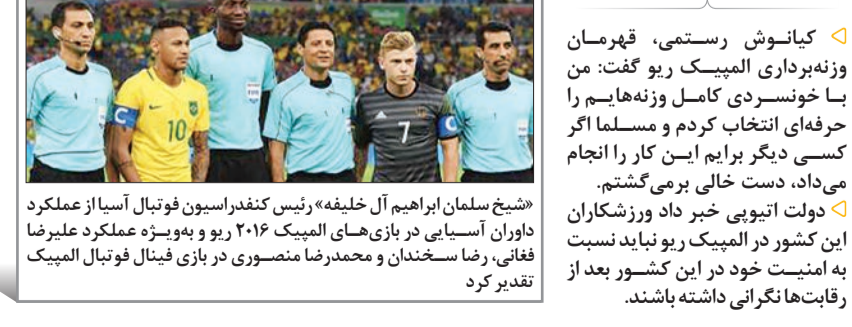 کیانوش رستمی، قهرمان
وزنه‌برداری المپیک ریو گفت: من
با خونسردی کامل وزنه‌هایم را
حرفه‌ای انتخاب کردم و مسلما اگر
کسی دیگر برایم این کار را انجام
می‌داد، دست خالی برمی‌گشتم.
دولت اتیوپی خبر داد ورزشکاران
این کشور در المپیک ریو نباید نسبت
به امنیت خود در این کشور بعد از
رقابت‌ها نگرانی داشته باشند.
10
7
«شیخ سلمان ابراهیم آل خلیفه» رئیس کنفدراسیون فوتبال آسیا از عملکرد
داوران آسیایی در بازی‌های المپیک ۲۰۱۶ ریو و به‌ویژه عملکرد علیرضا
فغانی، رضا سخندان و محمدرضا منصوری در بازی فینال فوتبال المپیک
تقدیر کرد